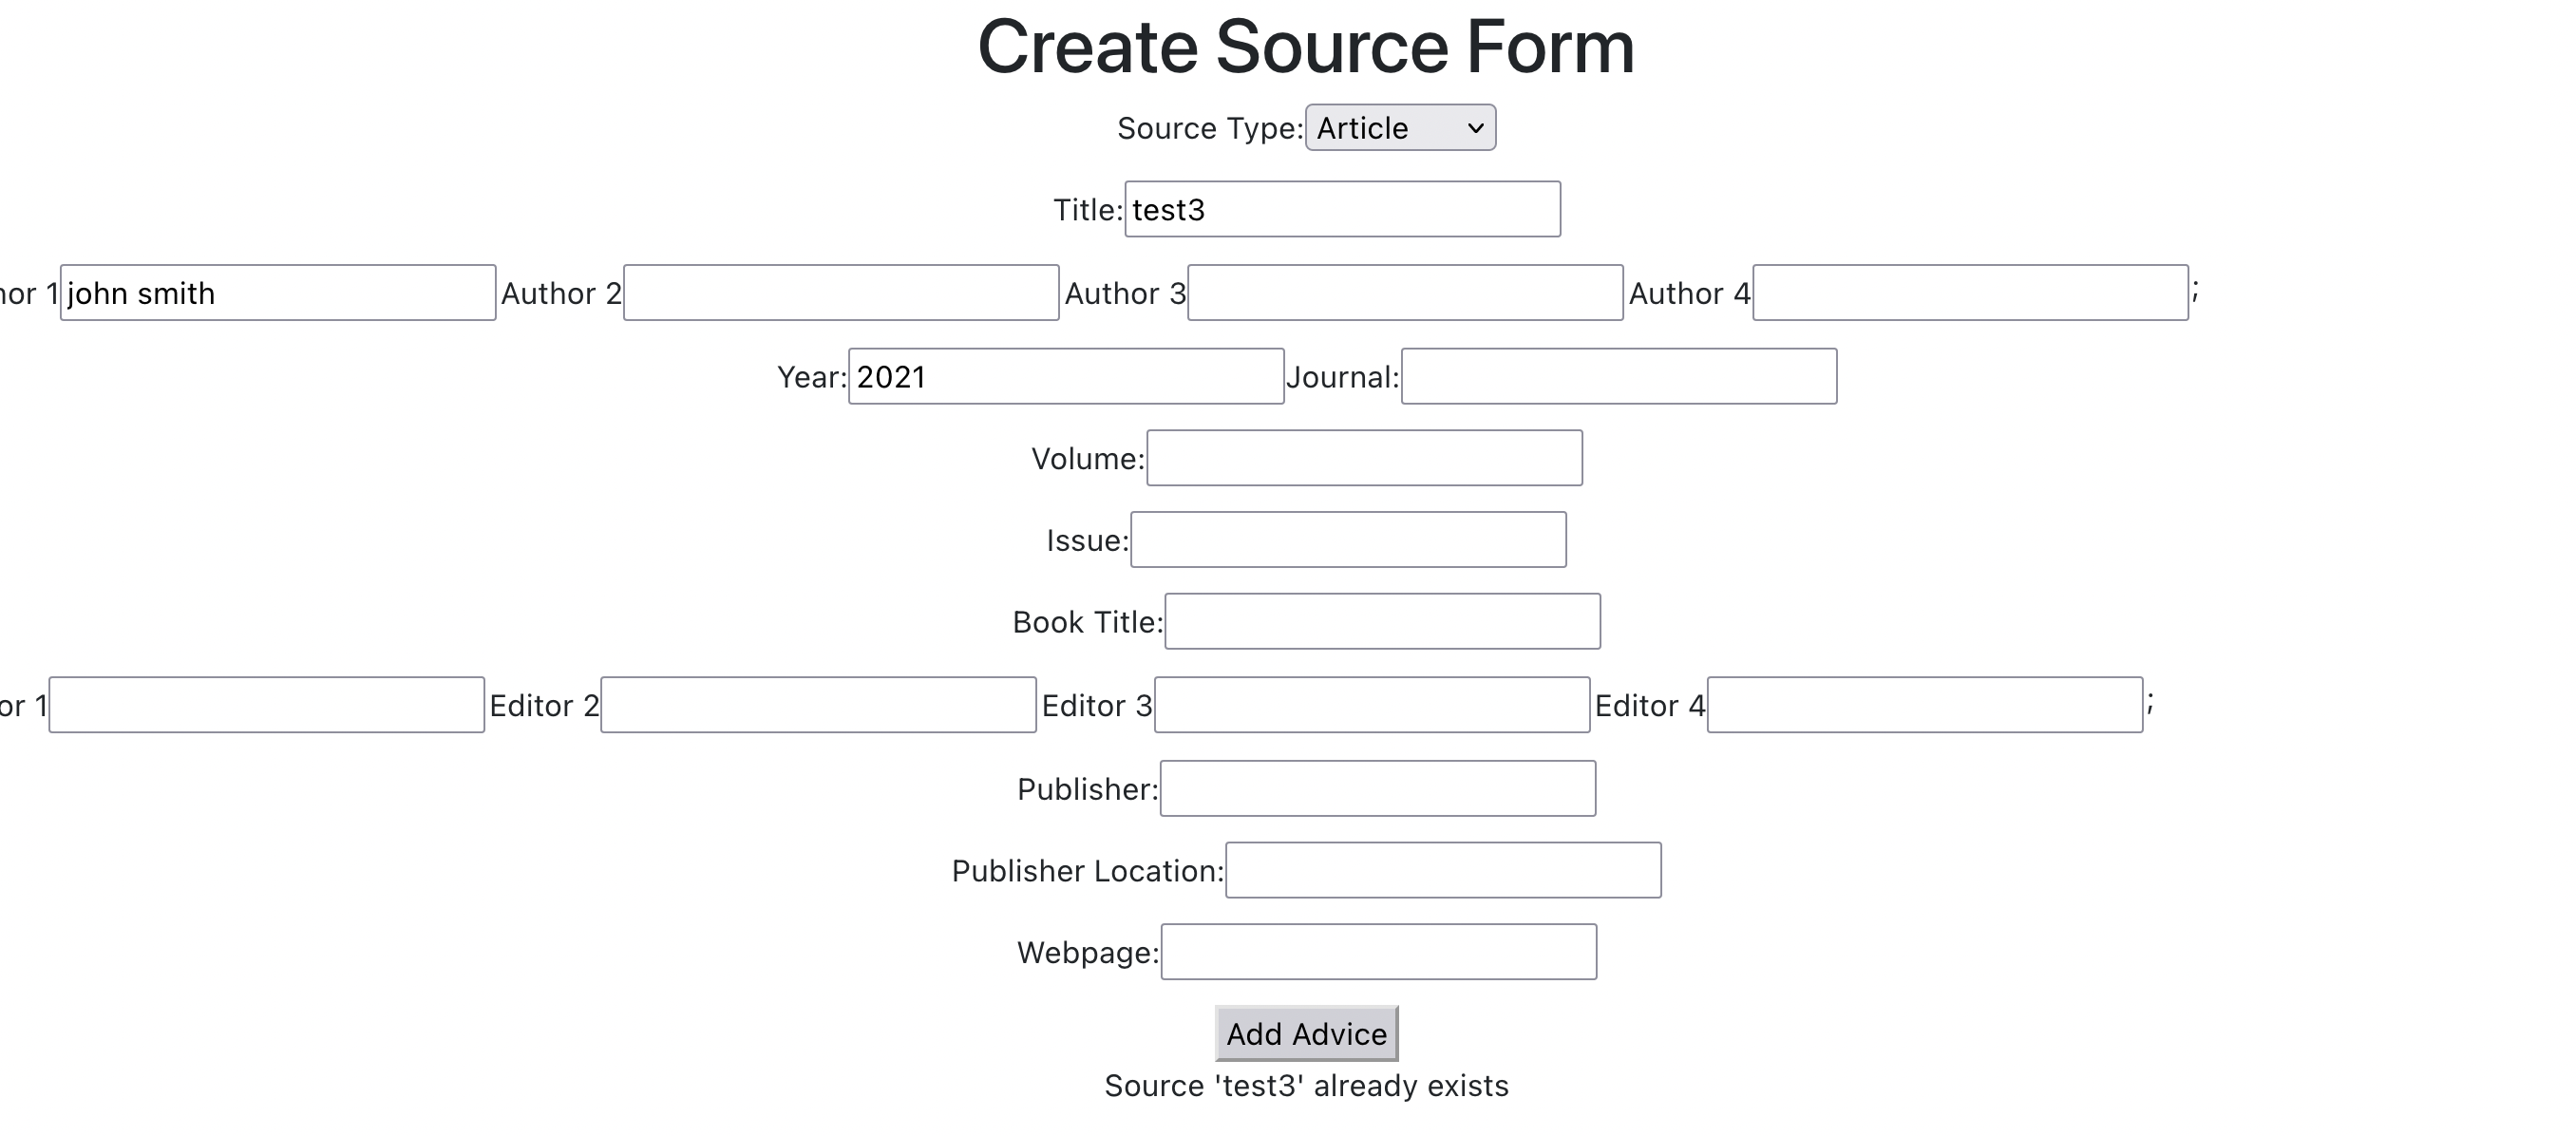 Create Source Form
Source Type: Article
Title: test3
or 1 john smith Author 2 Author 3 Author 4 ;
Year: 2021 Journal:
Volume:
Issue:
Book Title:
or 1 Editor 2 Editor 3 Editor 4 ;
Publisher:
Publisher Location:
Webpage:
Add Advice
Source 'test3' already exists